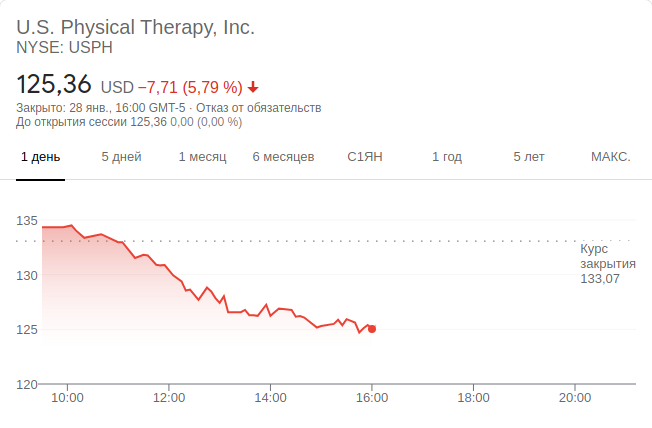 U.S. Physical Therapy, Inc.
NYSE: USPH
125,36 USD −7,71 (5,79 %)
Закрыто: 28 янв., 16:00 GMT-5 · Отказ от обязательств
До открытия сессии 125,36 0,00 (0,00 %)
1 день 5 дней 1 месяц 6 месяцев С1ЯН 1 год 5 лет МАКС.
135
Курс
закрытия
133,07
130
125
120
10:00 12:00 14:00 16:00 18:00 20:00